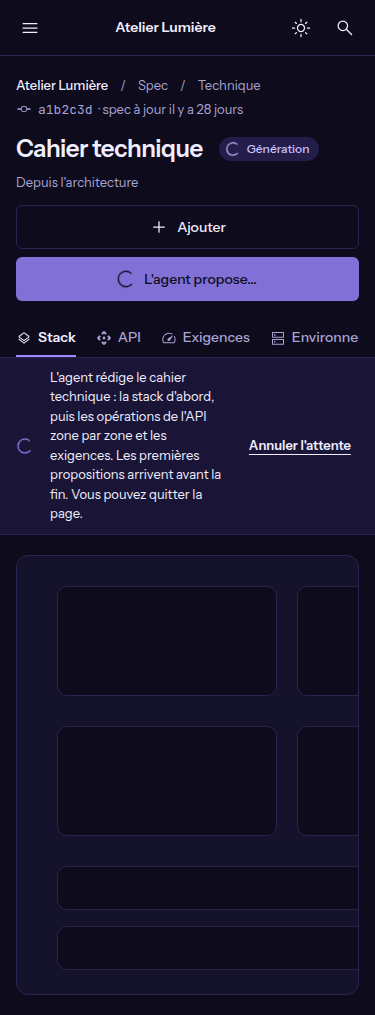 Atelier Lumière
Atelier Lumière / Spec / Technique
a1b2c3d · spec à jour il y a 28 jours
Cahier technique
Génération
Depuis l'architecture
Ajouter
L'agent propose…
Stack API Exigences Environne
L'agent rédige le cahier
technique : la stack d'abord,
puis les opérations de l'API
zone par zone et les
exigences. Les premières
propositions arrivent avant la
fin. Vous pouvez quitter la
page.
Annuler l'attente